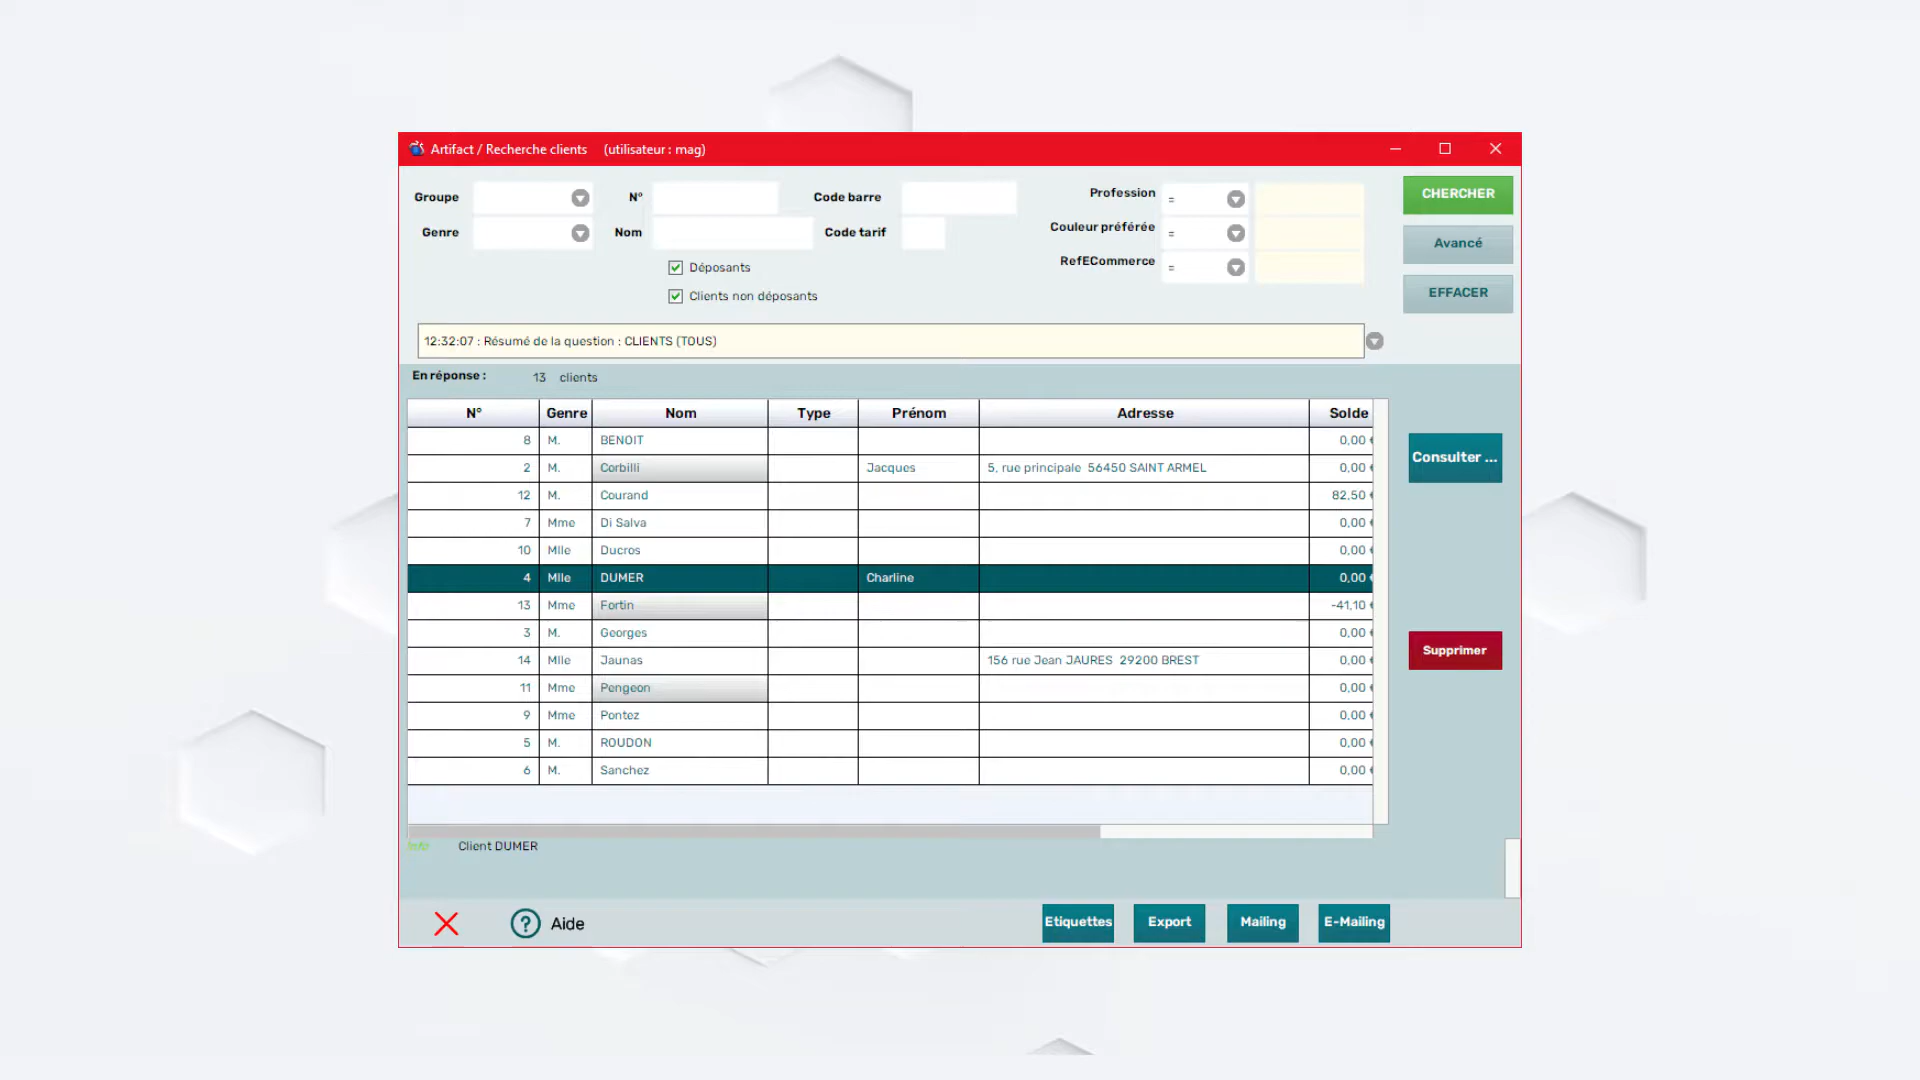 Artifact / Recherche clients (utilisateur : mag)
Groupe N° Code barre Profession = CHERCHER
Genre Nom Code tarif Couleur préférée = Avancé
RefECommerce =
Déposants
Clients non déposants EFFACER
12:32:07 : Résumé de la question : CLIENTS (TOUS)
En réponse : 13 clients
N° Genre Nom Type Prénom Adresse Solde
8 M. BENOIT 0,00
2 M. Corbilli Jacques 5, rue principale 56450 SAINT ARMEL 0,00
12 M. Courand 82,50
7 Mme Di Salva 0,00
10 Mlle Ducros 0,00
4 Mlle DUMER Charline 0,00
13 Mme Fortin -41,10
3 M. Georges 0,00
14 Mlle Jaunas 156 rue Jean JAURES 29200 BREST 0,00
11 Mme Pengeon 0,00
9 Mme Pontez 0,00
5 M. ROUDON 0,00
6 M. Sanchez 0,00
Consulter ...
Supprimer
Info Client DUMER
? Aide Etiquettes Export Mailing E-Mailing